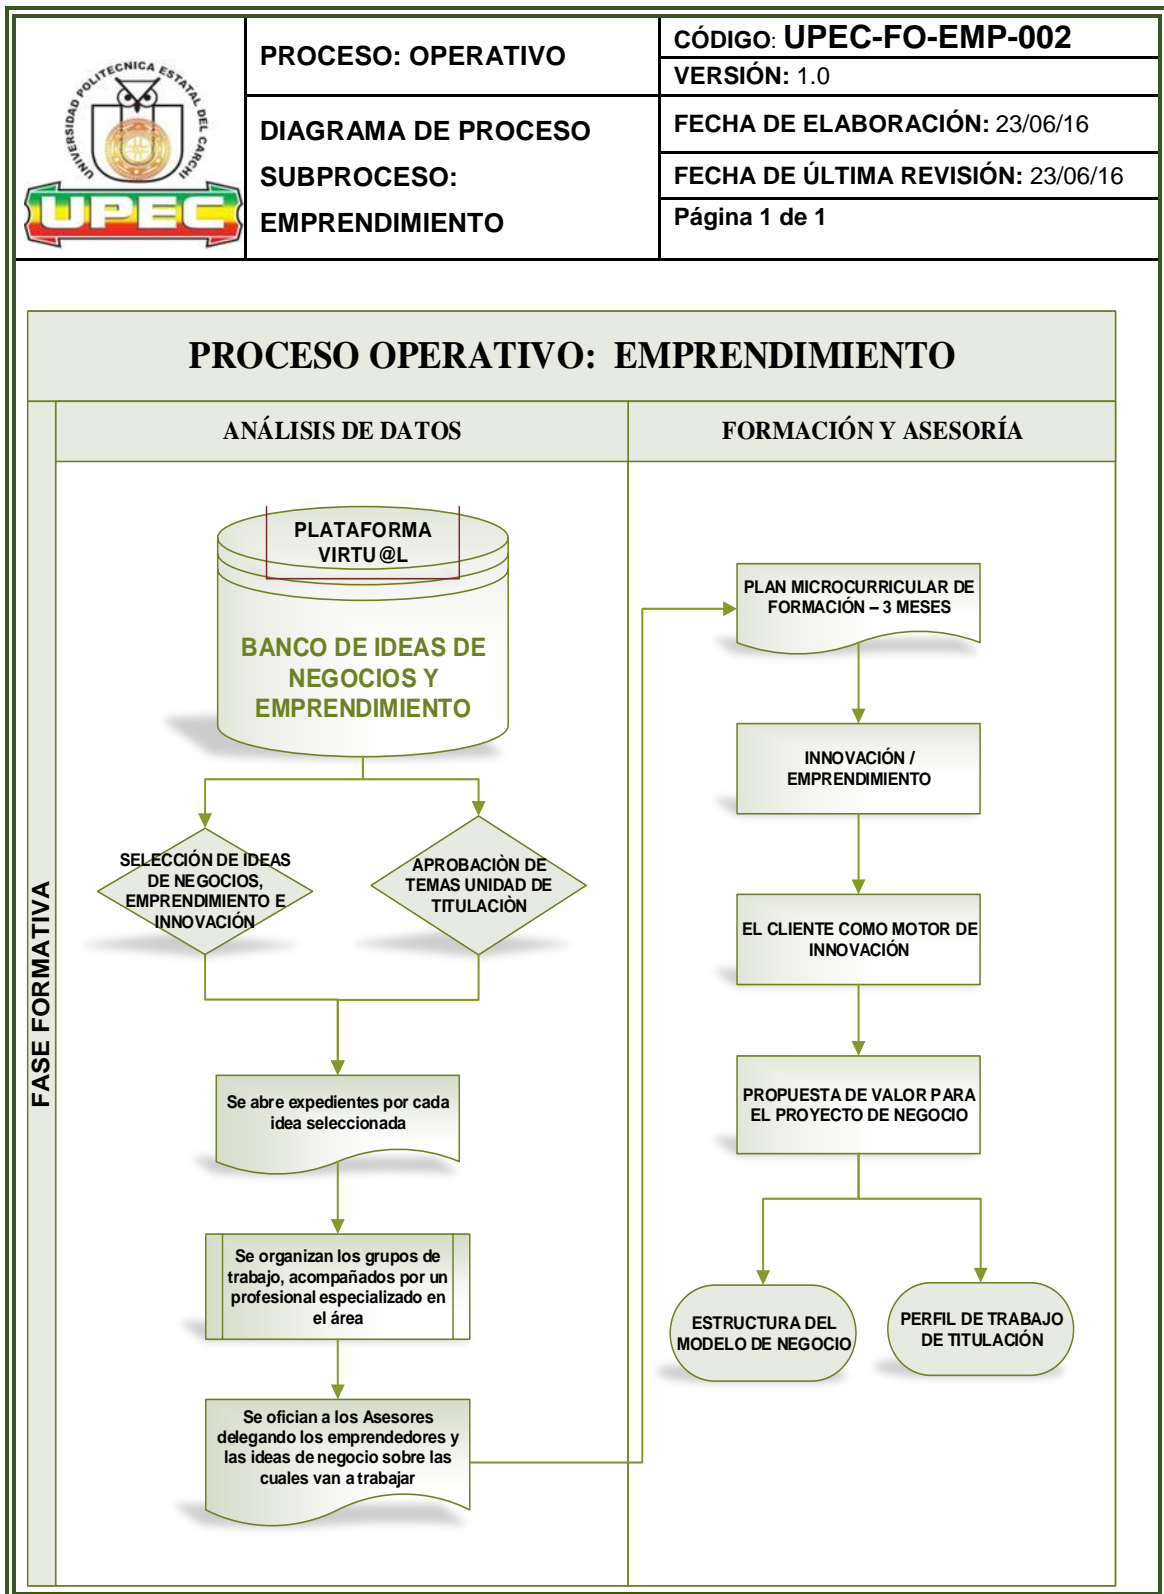 UNIVERSIDAD POLITECNICA ESTATAL DEL CARCHI
UPEC
PROCESO: OPERATIVO
DIAGRAMA DE PROCESO
SUBPROCESO:
EMPRENDIMIENTO
CÓDIGO: UPEC-FO-EMP-002
VERSIÓN: 1.0
FECHA DE ELABORACIÓN: 23/06/16
FECHA DE ÚLTIMA REVISIÓN: 23/06/16
Página 1 de 1
PROCESO OPERATIVO: EMPRENDIMIENTO
FASE FORMATIVA
ANÁLISIS DE DATOS
PLATAFORMA
VIRTU@L
BANCO DE IDEAS DE
NEGOCIOS Y
EMPRENDIMIENTO
SELECCIÓN DE IDEAS
DE NEGOCIOS,
EMPRENDIMIENTO E
INNOVACIÓN
APROBACIÒN DE
TEMAS UNIDAD DE
TITULACIÒN
Se abre expedientes por cada
idea seleccionada
Se organizan los grupos de
trabajo, acompañados por un
profesional especializado en
el área
Se ofician a los Asesores
delegando los emprendedores y
las ideas de negocio sobre las
cuales van a trabajar
FORMACIÓN Y ASESORÍA
PLAN MICROCURRICULAR DE
FORMACIÓN – 3 MESES
INNOVACIÓN /
EMPRENDIMIENTO
EL CLIENTE COMO MOTOR DE
INNOVACIÓN
PROPUESTA DE VALOR PARA
EL PROYECTO DE NEGOCIO
ESTRUCTURA DEL
MODELO DE NEGOCIO
PERFIL DE TRABAJO
DE TITULACIÓN